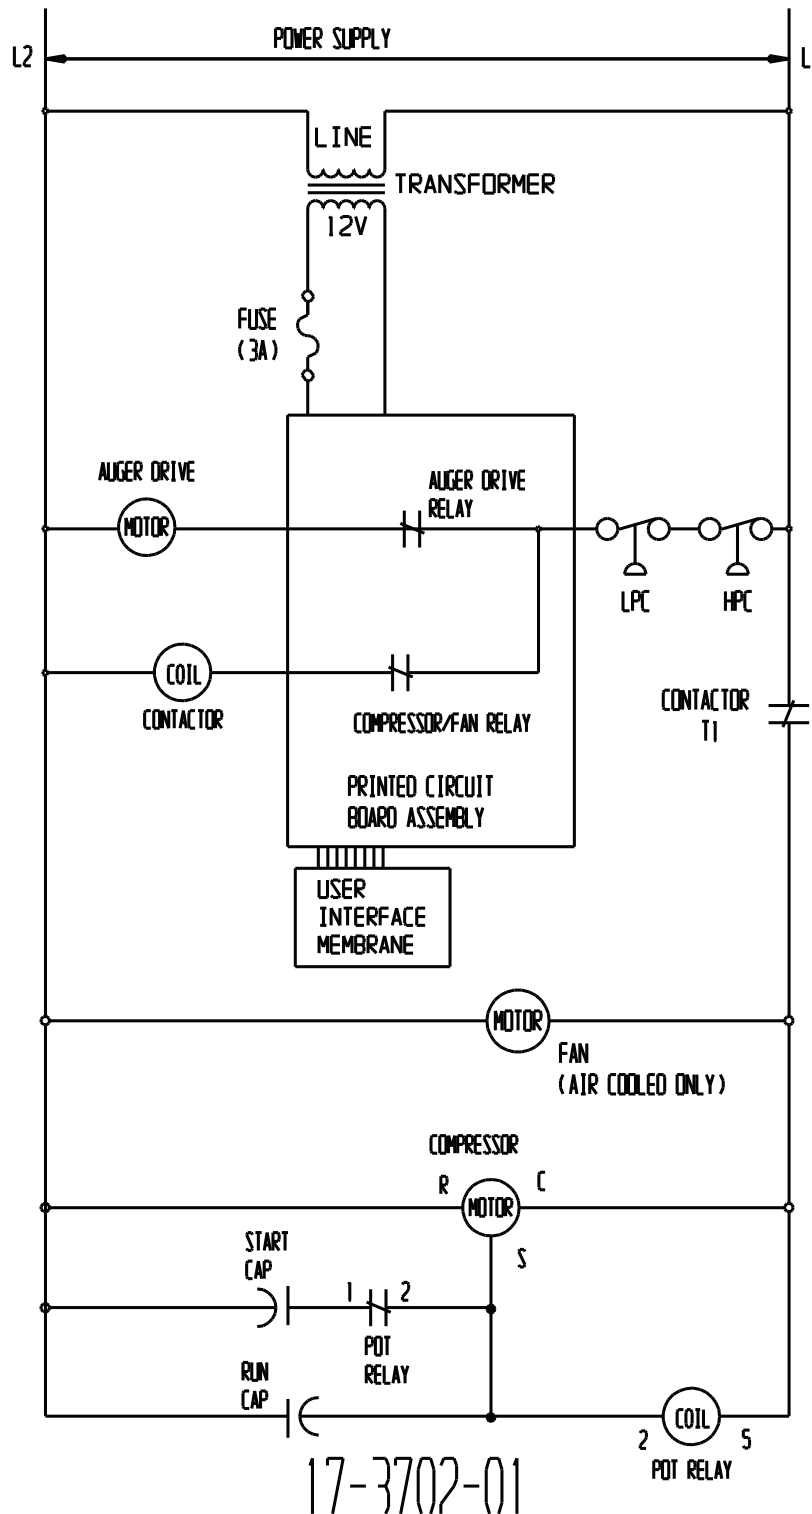 POWER SUPPLY
L2
L
LINE
TRANSFORMER
12V
FUSE
(3A)
AUGER DRIVE
MOTOR
AUGER DRIVE
RELAY
LPC
HPC
COIL
CONTACTOR
COMPRESSOR/FAN RELAY
CONTACTOR
T1
PRINTED CIRCUIT
BOARD ASSEMBLY
USER
INTERFACE
MEMBRANE
MOTOR
FAN
(AIR COOLED ONLY)
COMPRESSOR
R
C
MOTOR
S
START
CAP
1
2
POT
RELAY
RUN
CAP
COIL
2
5
POT RELAY
17-3702-01